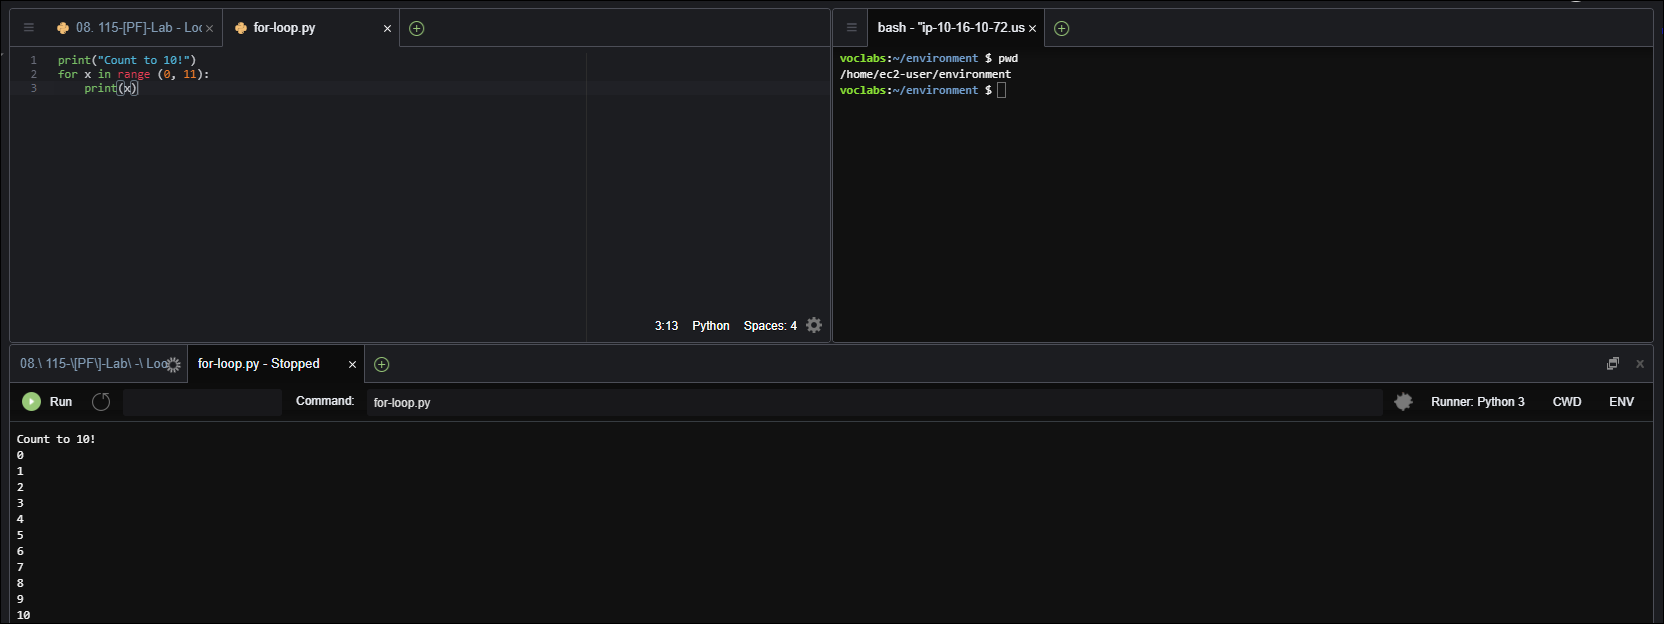 08. 115-[PF]-Lab - Loc
for-loop.py
1 print("Count to 10!")
2 for x in range (0, 11):
3     print(x)
3:13 Python Spaces: 4
bash - "ip-10-16-10-72.us
voclabs:~/environment $ pwd
/home/ec2-user/environment
voclabs:~/environment $
08.\ 115-\[PF\]-Lab\ -\ Loo
for-loop.py - Stopped
Run
Command:
for-loop.py
Runner: Python 3
CWD
ENV
Count to 10!
0
1
2
3
4
5
6
7
8
9
10